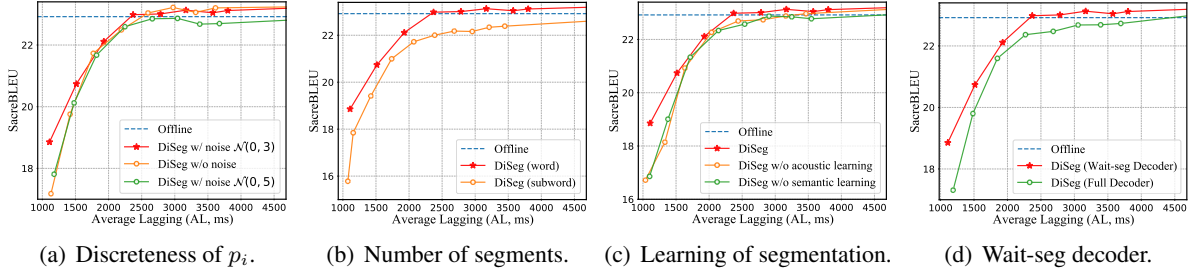 SacreBLEU
22
20
18
Offline
DiSeg w/ noise 𝒩(0, 3)
DiSeg w/o noise
DiSeg w/ noise 𝒩(0, 5)
1000 1500 2000 2500 3000 3500 4000 4500
Average Lagging (AL, ms)
(a) Discreteness of p_i.
SacreBLEU
22
20
18
16
Offline
DiSeg (word)
DiSeg (subword)
1000 1500 2000 2500 3000 3500 4000 4500
Average Lagging (AL, ms)
(b) Number of segments.
SacreBLEU
22
20
18
16
Offline
DiSeg
DiSeg w/o acoustic learning
DiSeg w/o semantic learning
1000 1500 2000 2500 3000 3500 4000 4500
Average Lagging (AL, ms)
(c) Learning of segmentation.
SacreBLEU
22
20
18
Offline
DiSeg (Wait-seg Decoder)
DiSeg (Full Decoder)
1000 1500 2000 2500 3000 3500 4000 4500
Average Lagging (AL, ms)
(d) Wait-seg decoder.